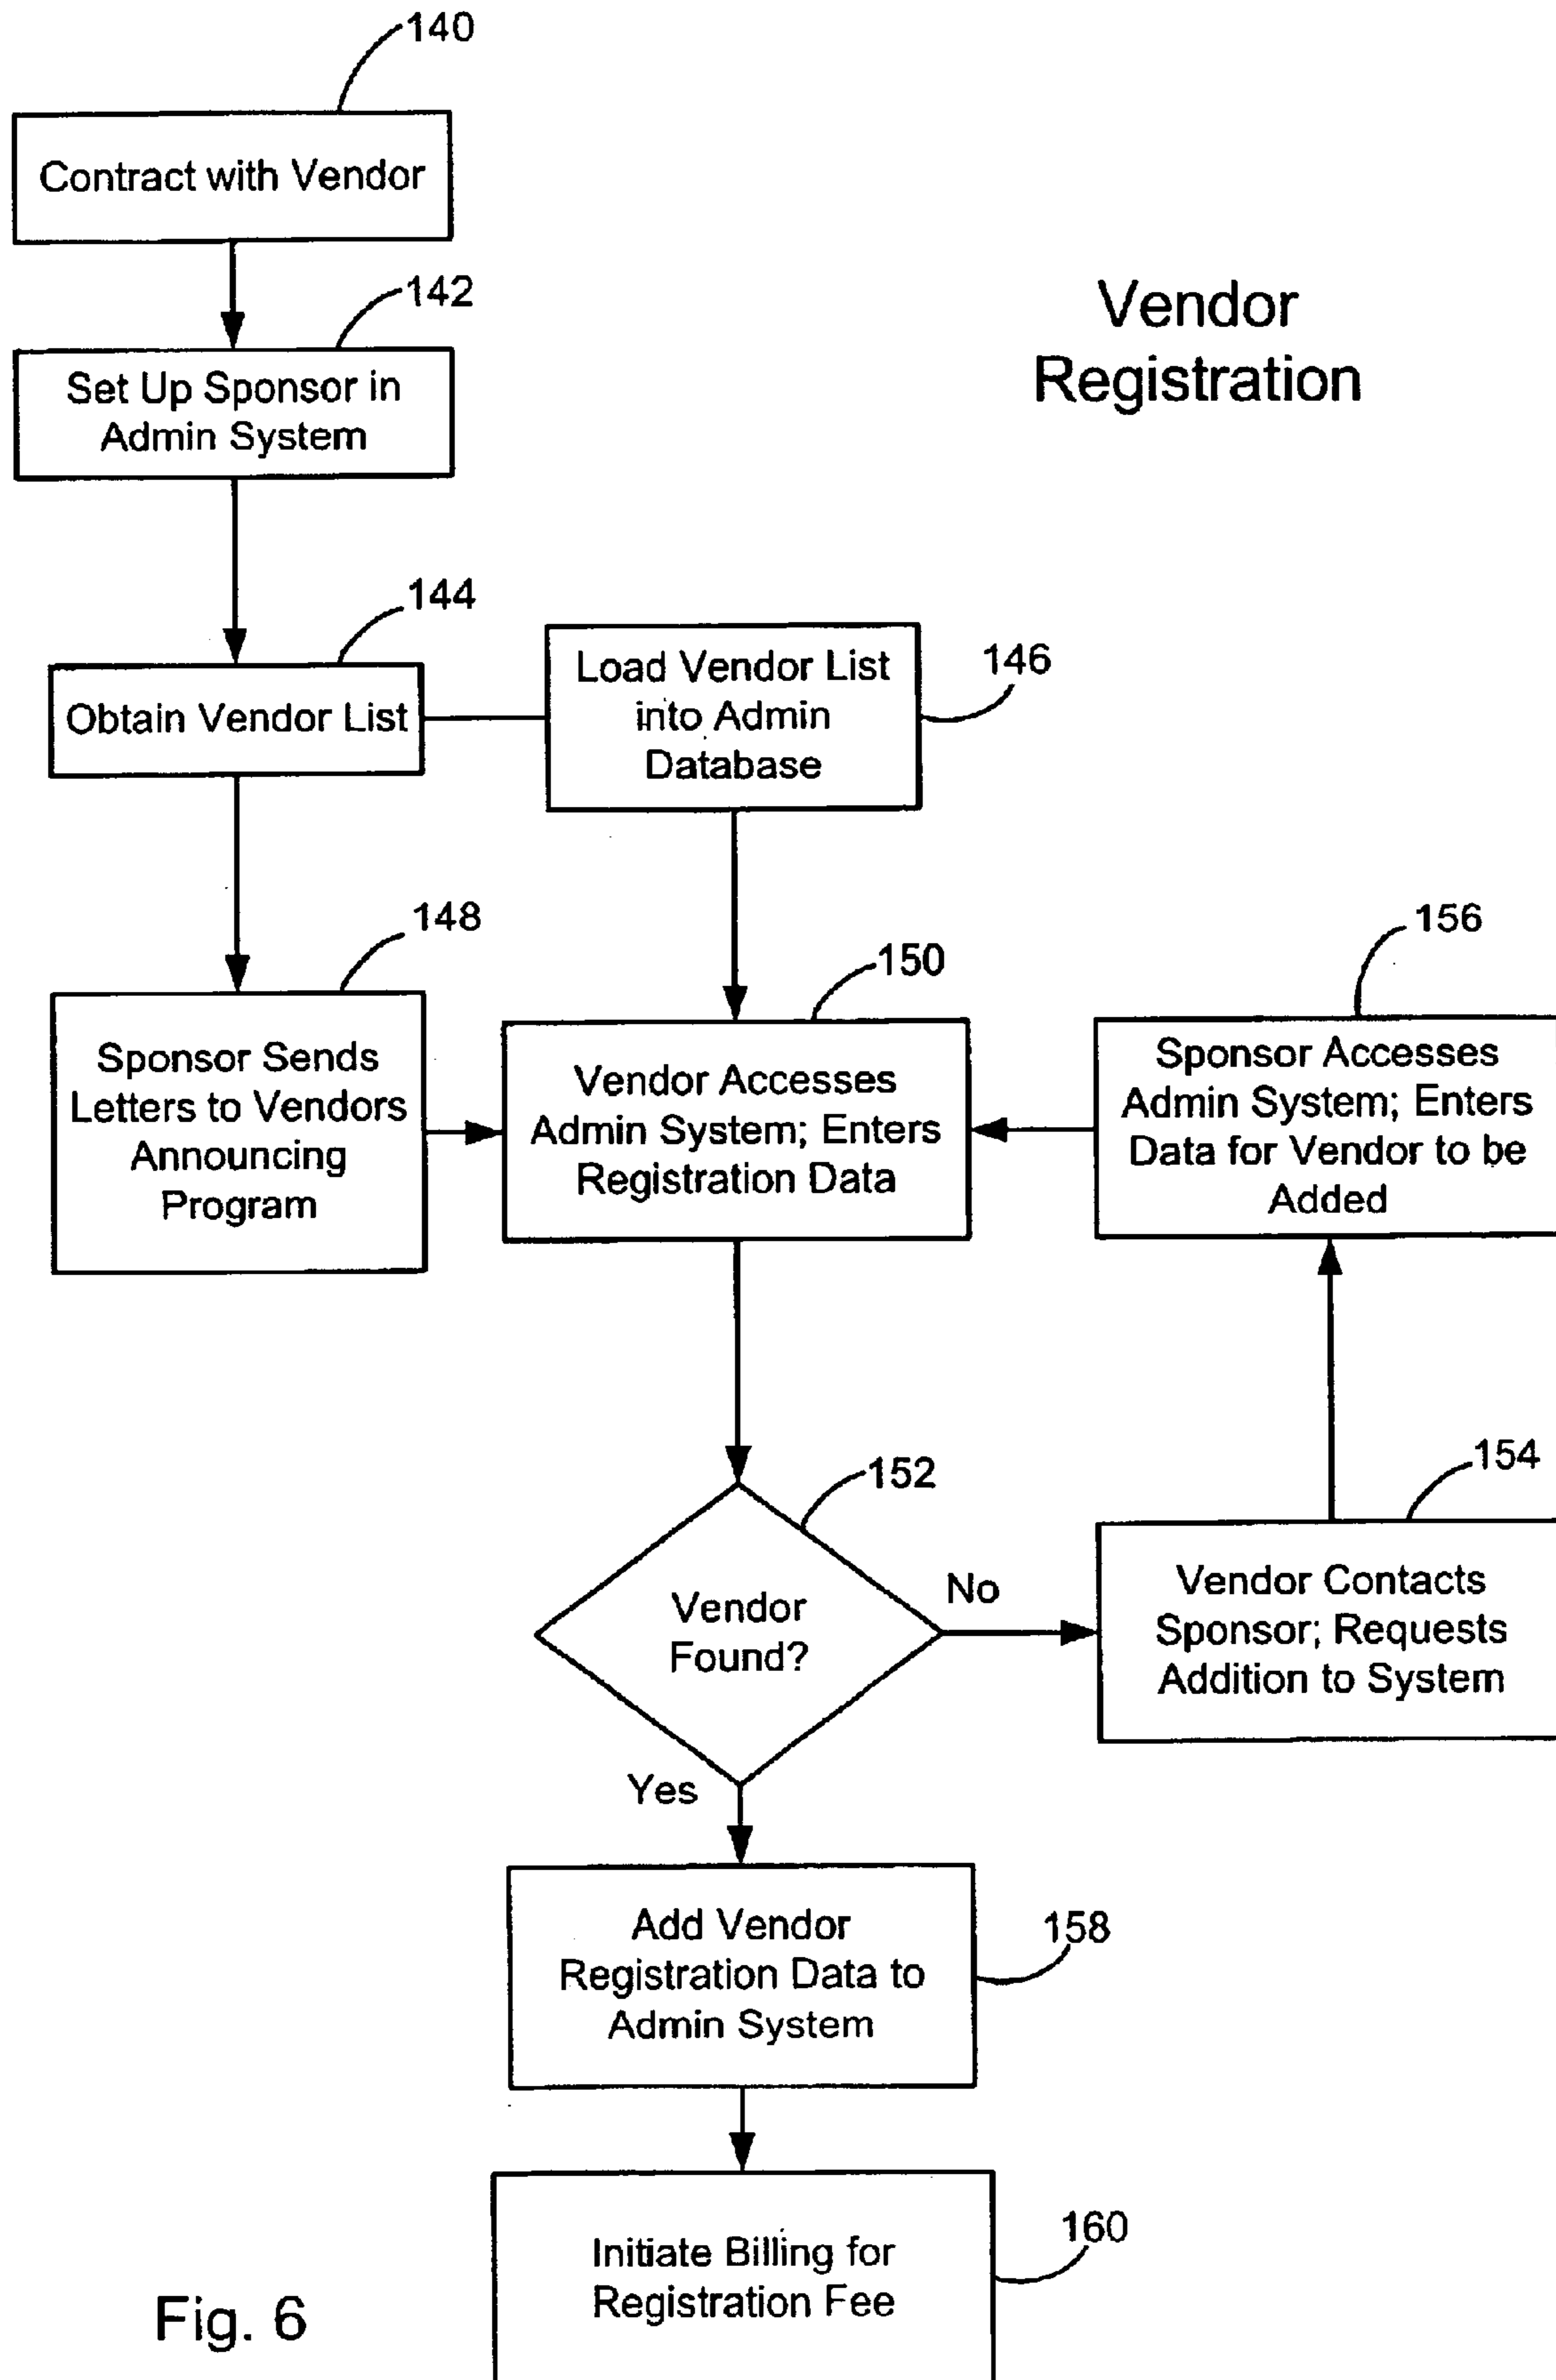 140
Contract with Vendor
142
Set Up Sponsor in
Admin System
Vendor
Registration
144
Obtain Vendor List
Load Vendor List
into Admin
Database
146
148
Sponsor Sends
Letters to Vendors
Announcing
Program
150
Vendor Accesses
Admin System; Enters
Registration Data
156
Sponsor Accesses
Admin System; Enters
Data for Vendor to be
Added
152
Vendor
Found?
No
Yes
154
Vendor Contacts
Sponsor; Requests
Addition to System
Add Vendor
Registration Data to
Admin System
158
Initiate Billing for
Registration Fee
160
Fig. 6